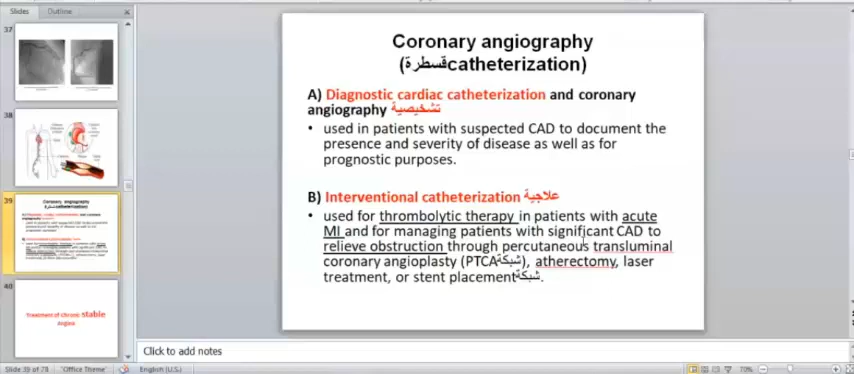 Slides Outline
37
38
39
40
Treatment of chronic stable
Angina
Coronary angiography
(قسطرةcatheterization)
A) Diagnostic cardiac catheterization and coronary
angiography تشخيصية
• used in patients with suspected CAD to document the
presence and severity of disease as well as for
prognostic purposes.
B) Interventional catheterization علاجية
• used for thrombolytic therapy in patients with acute
MI and for managing patients with significant CAD to
relieve obstruction through percutaneous transluminal
coronary angioplasty (PTCAشبكة), atherectomy, laser
treatment, or stent placementشبكة.
Click to add notes
Slide 39 of 78 "Office Theme" English (U.S.) 70%